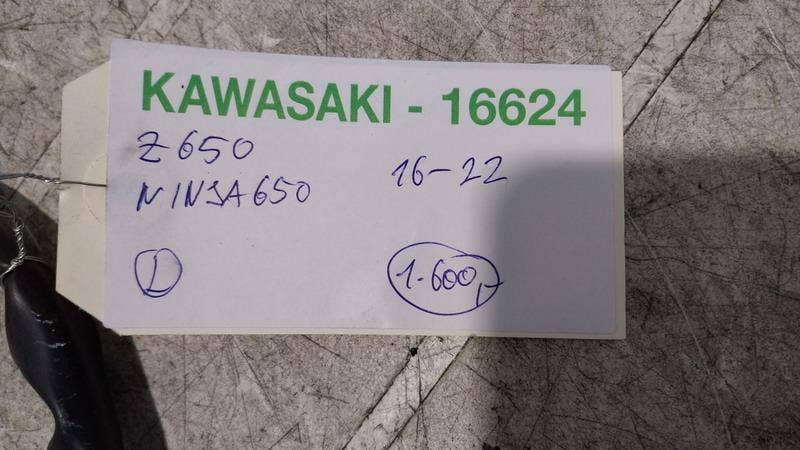 KAWASAKI - 16624
Z650
16-22
NINJA650
L
1.600,-